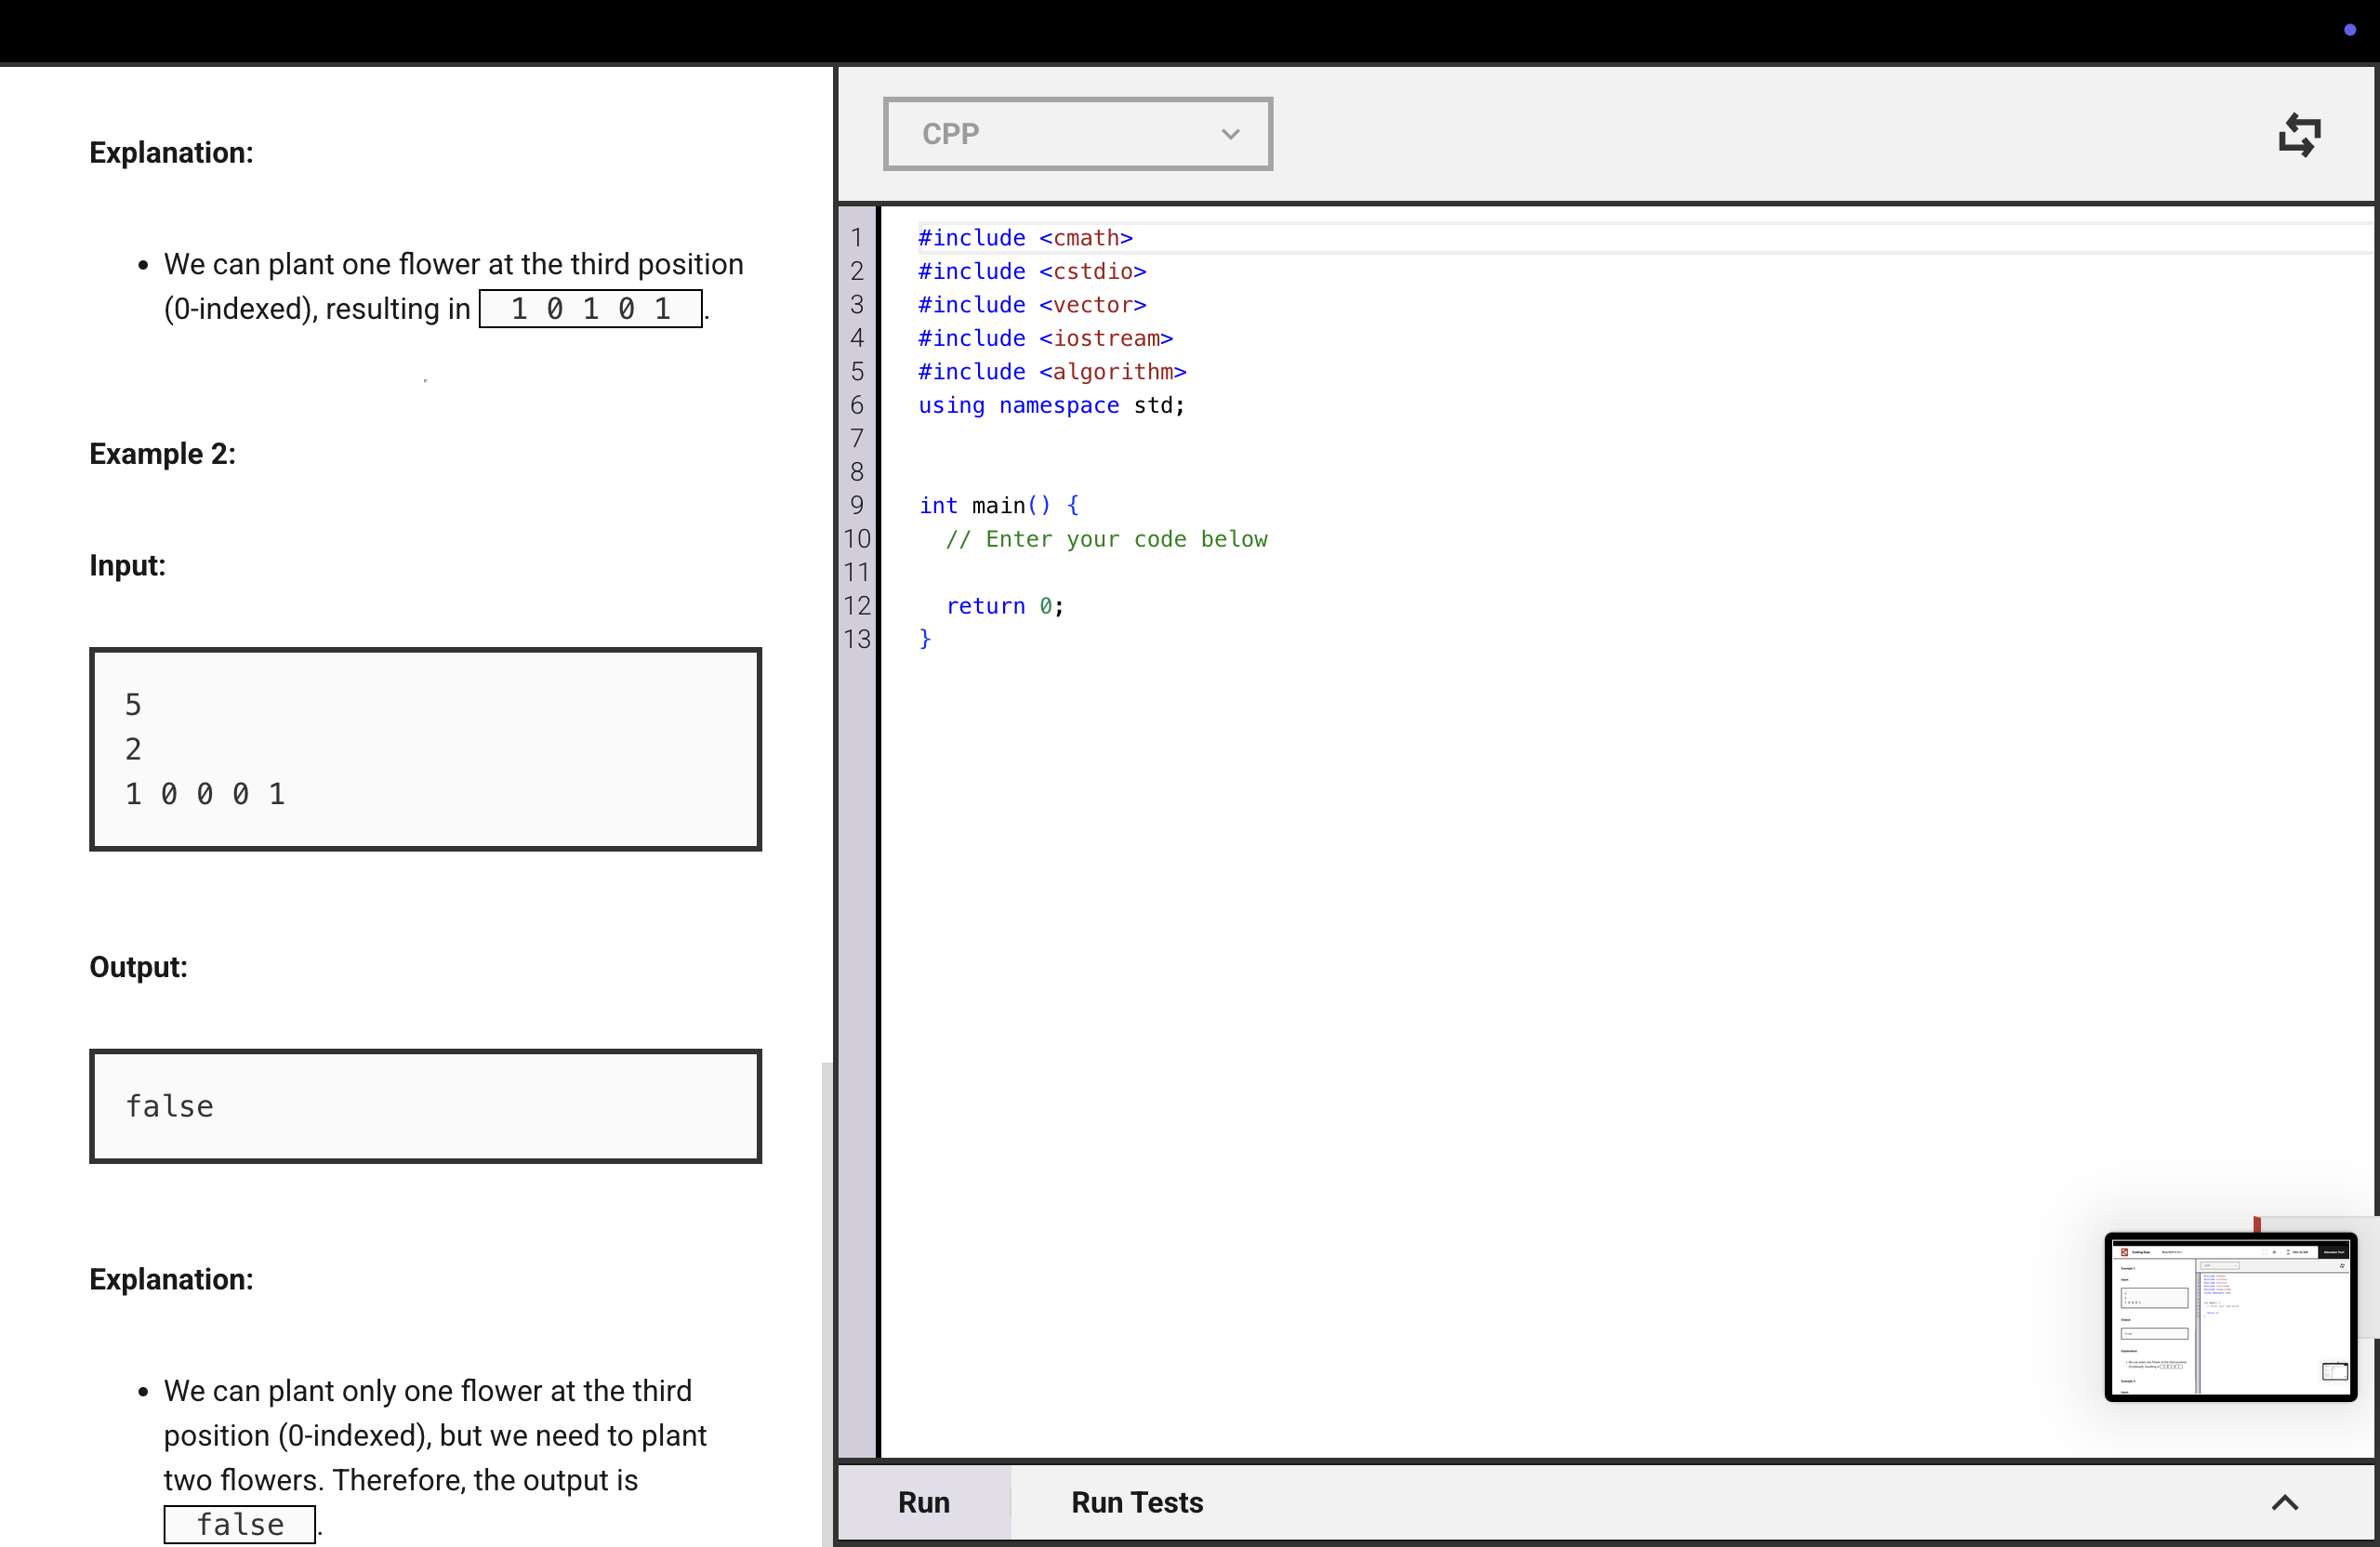 Explanation:
• We can plant one flower at the third position
(0-indexed), resulting in 1 0 1 0 1.
Example 2:
Input:
5
2
1 0 0 0 1
Output:
false
Explanation:
• We can plant only one flower at the third
position (0-indexed), but we need to plant
two flowers. Therefore, the output is
false.
CPP
1 #include <cmath>
2 #include <cstdio>
3 #include <vector>
4 #include <iostream>
5 #include <algorithm>
6 using namespace std;
7
8
9 int main() {
10 // Enter your code below
11
12 return 0;
13 }
Run Run Tests